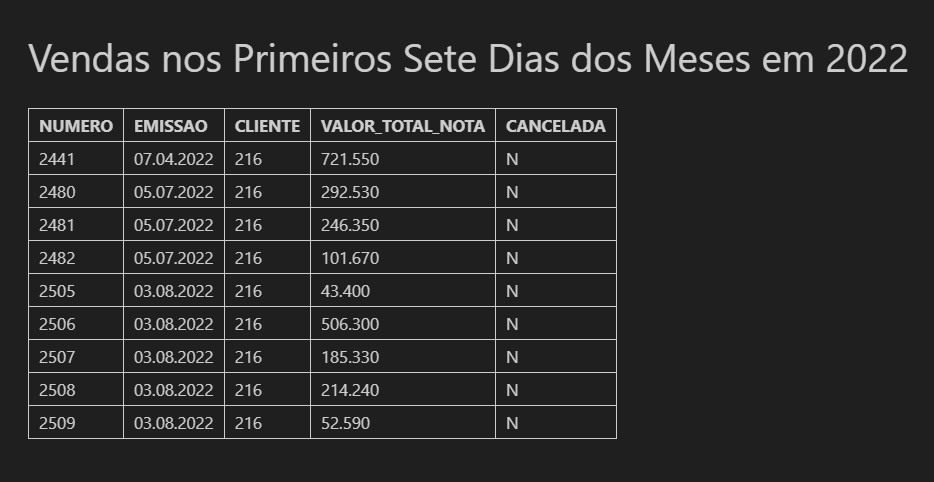 Vendas nos Primeiros Sete Dias dos Meses em 2022
NUMERO EMISSAO CLIENTE VALOR_TOTAL_NOTA CANCELADA
2441 07.04.2022 216 721.550 N
2480 05.07.2022 216 292.530 N
2481 05.07.2022 216 246.350 N
2482 05.07.2022 216 101.670 N
2505 03.08.2022 216 43.400 N
2506 03.08.2022 216 506.300 N
2507 03.08.2022 216 185.330 N
2508 03.08.2022 216 214.240 N
2509 03.08.2022 216 52.590 N